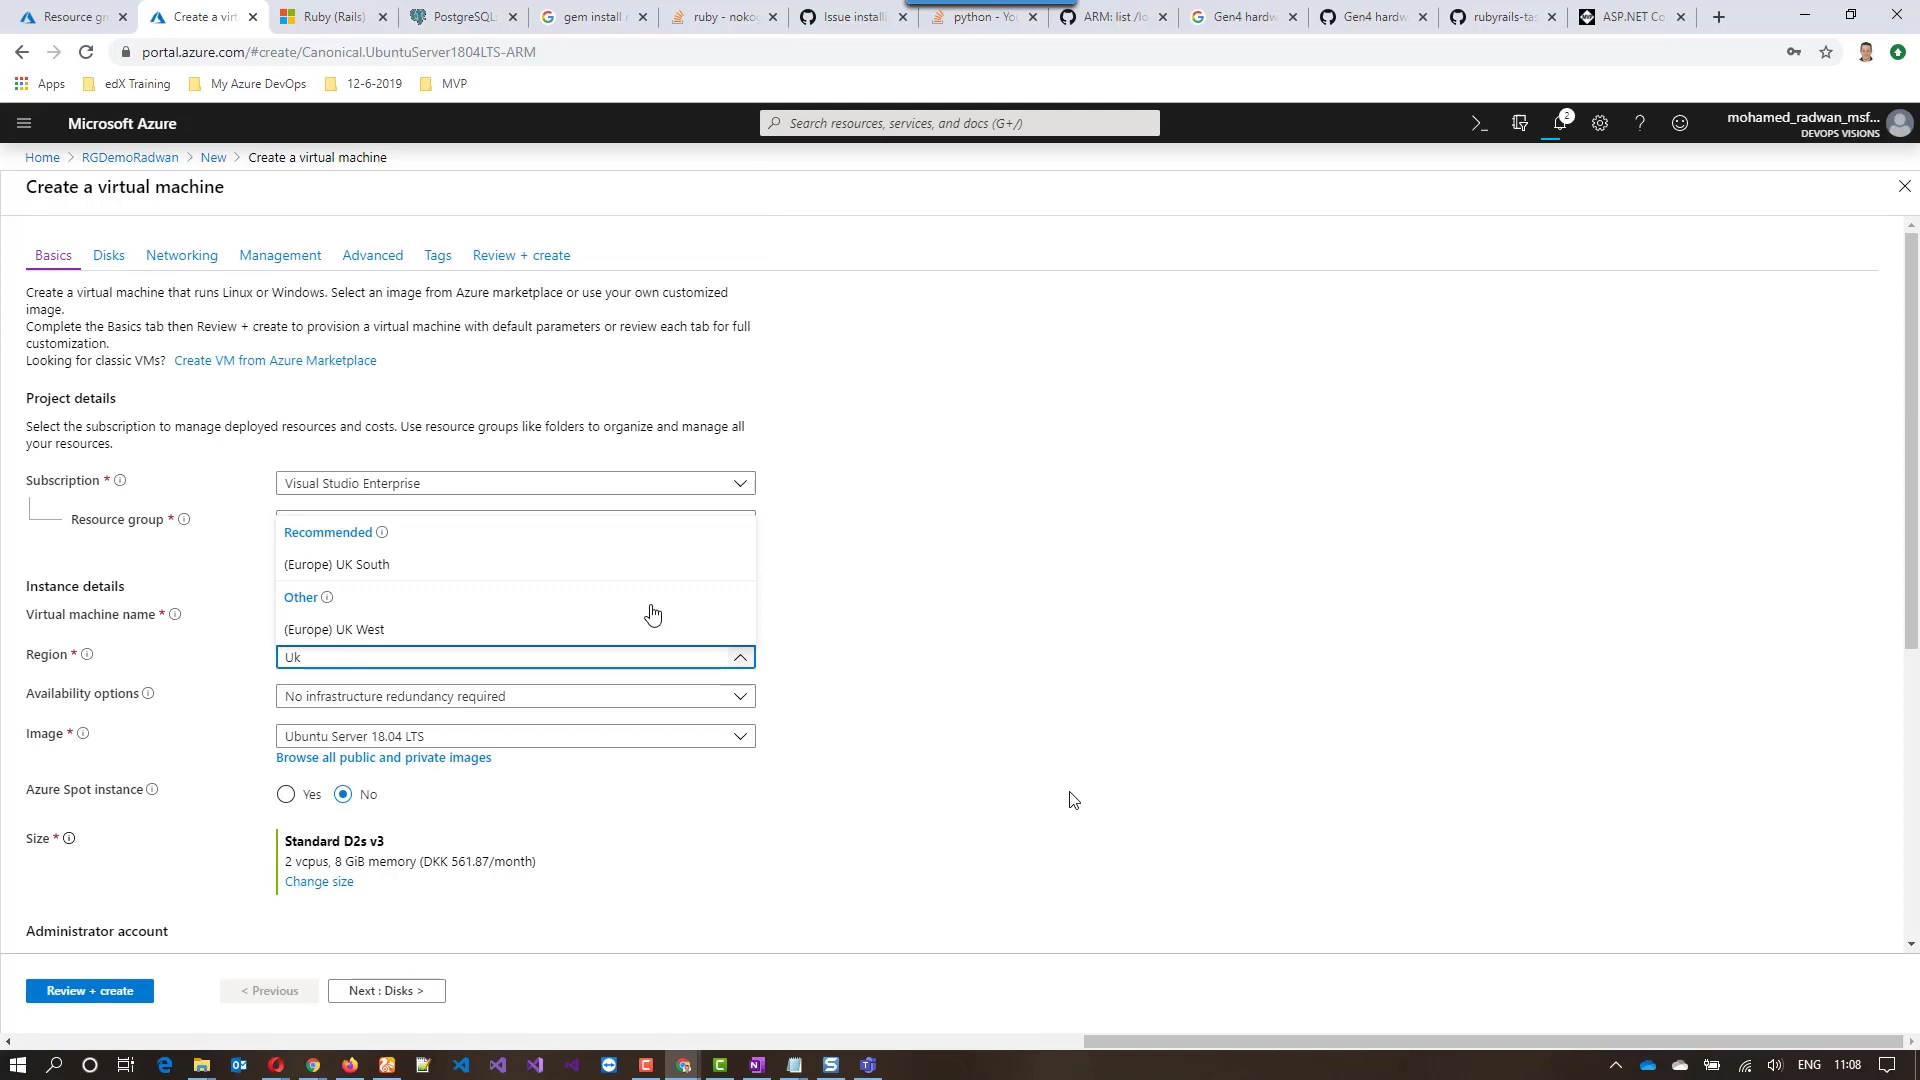 Resource gr
Create a virt
Ruby (Rails)
PostgreSQL:
gem install r
ruby - noko
Issue install
python - You
ARM: list /lo
Gen4 hardw
Gen4 hardw
rubyrails-tas
ASP.NET Co
portal.azure.com/#create/Canonical.UbuntuServer1804LTS-ARM
Apps
edX Training
My Azure DevOps
12-6-2019
MVP
Microsoft Azure
Search resources, services, and docs (G+/)
2
mohamed_radwan_msf...
DEVOPS VISIONS
Home > RGDemoRadwan > New > Create a virtual machine
Create a virtual machine
Basics
Disks
Networking
Management
Advanced
Tags
Review + create
Create a virtual machine that runs Linux or Windows. Select an image from Azure marketplace or use your own customized
image.
Complete the Basics tab then Review + create to provision a virtual machine with default parameters or review each tab for full
customization.
Looking for classic VMs? Create VM from Azure Marketplace
Project details
Select the subscription to manage deployed resources and costs. Use resource groups like folders to organize and manage all
your resources.
Subscription *
Visual Studio Enterprise
Resource group *
Recommended
(Europe) UK South
Instance details
Other
Virtual machine name *
(Europe) UK West
Region *
Uk
Availability options
No infrastructure redundancy required
Image *
Ubuntu Server 18.04 LTS
Browse all public and private images
Azure Spot instance
Yes
No
Size *
Standard D2s v3
2 vcpus, 8 GiB memory (DKK 561.87/month)
Change size
Administrator account
Review + create
< Previous
Next : Disks >
ENG
11:08